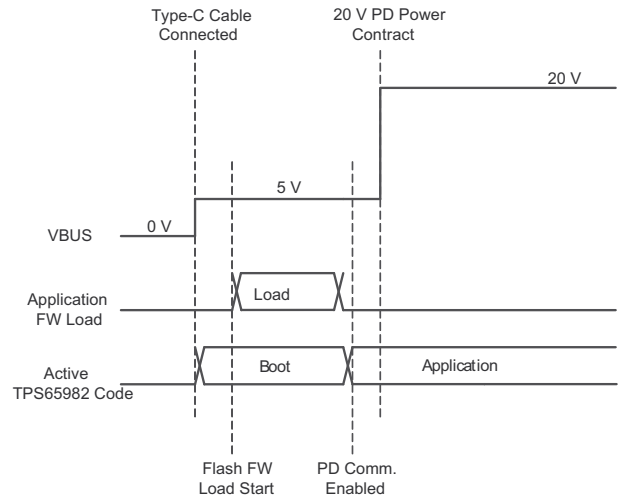 Type-C Cable
Connected
20 V PD Power
Contract
20 V
5 V
0 V
VBUS
Load
Application
FW Load
Boot
Application
Active
TPS65982 Code
Flash FW
Load Start
PD Comm.
Enabled